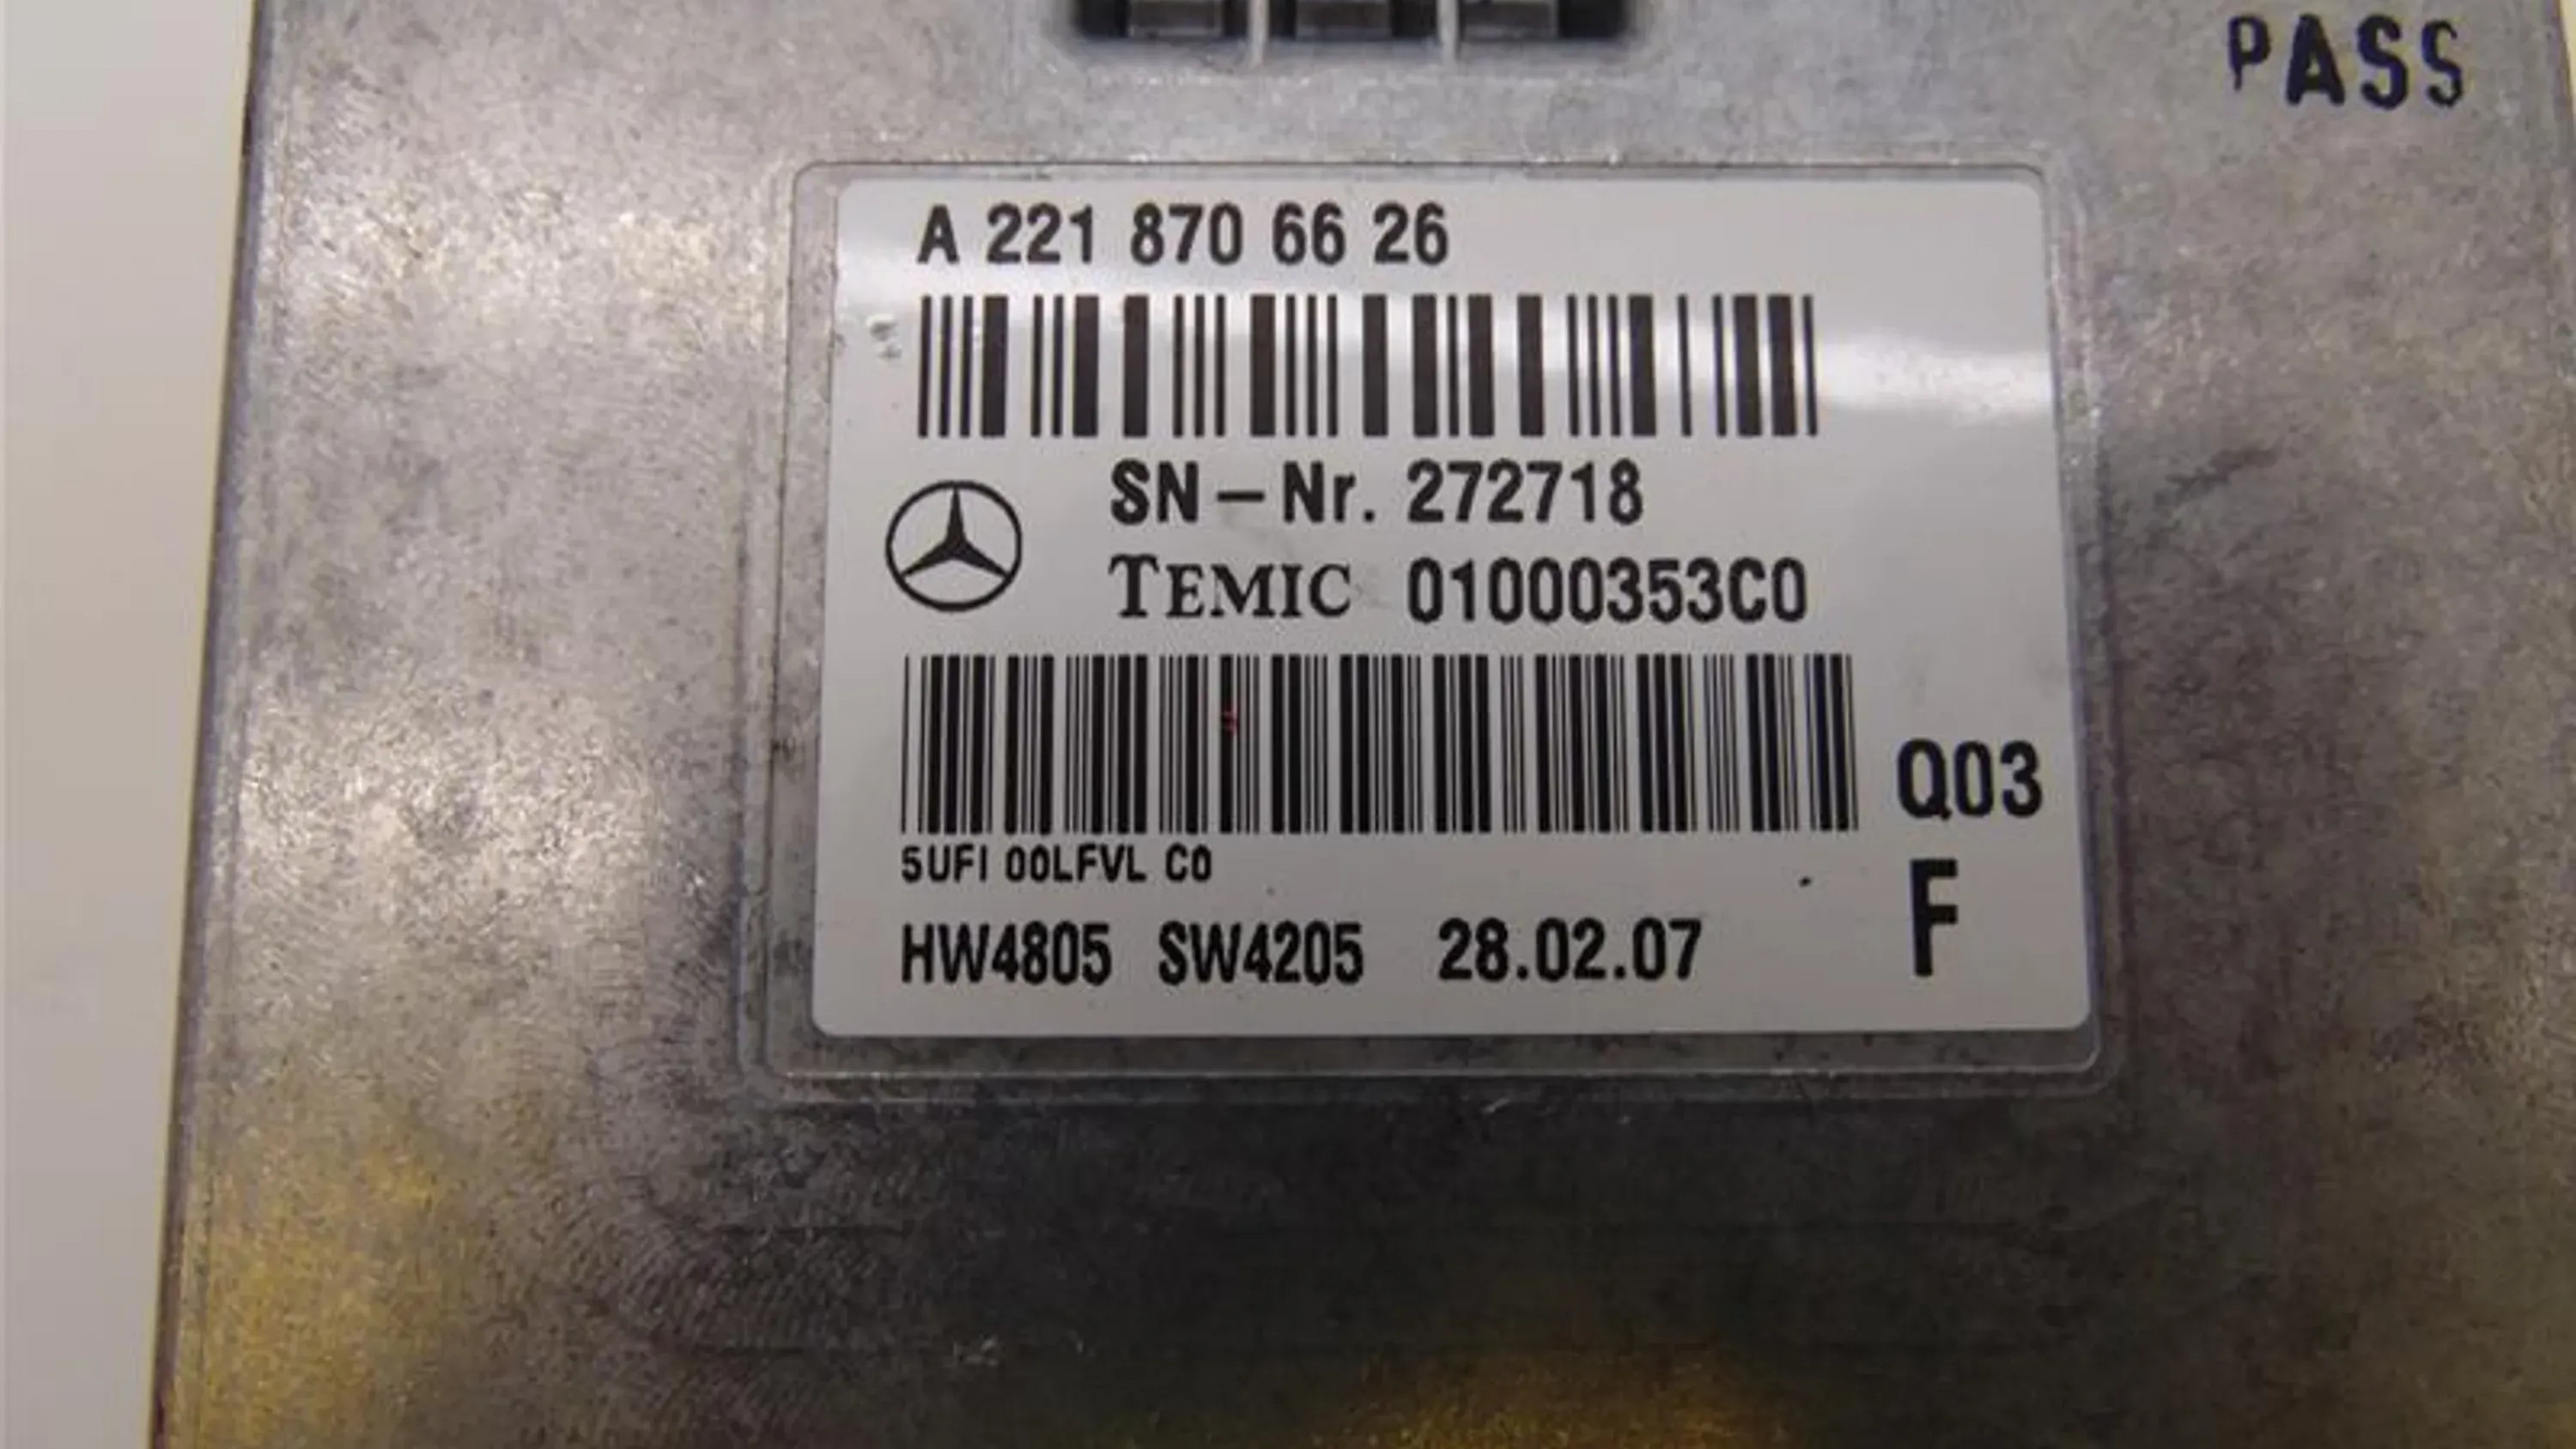 PASS
A 221 870 66 26
SN-Nr. 272718
TEMIC 01000353C0
Q03
5UFI 00LFVL C0
F
HW4805 SW4205 28.02.07